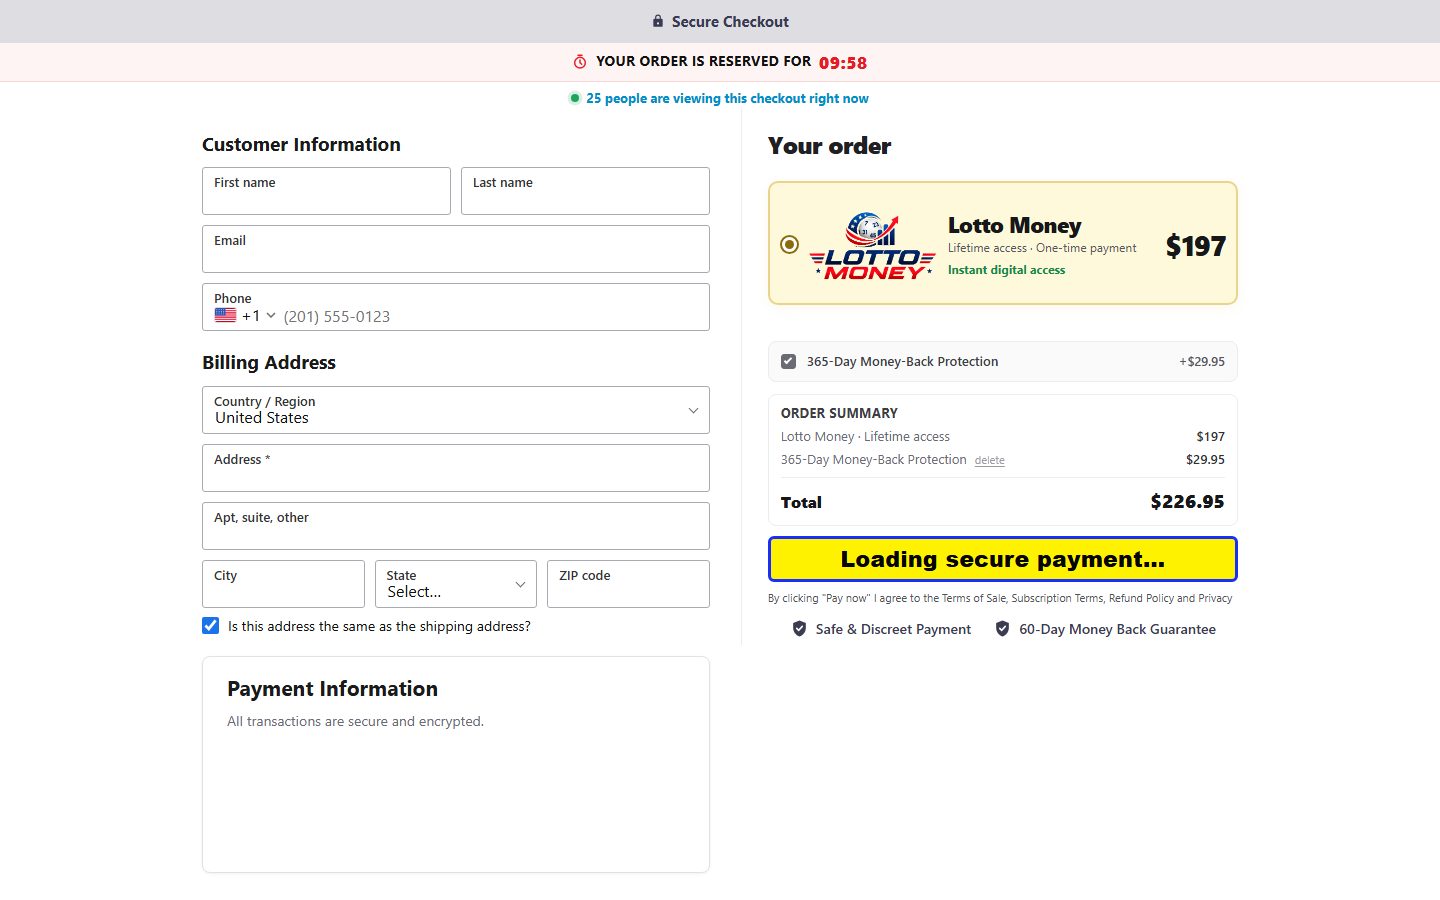 Secure Checkout
YOUR ORDER IS RESERVED FOR 09:58
25 people are viewing this checkout right now
Customer Information
First name
Last name
Email
Phone
+1 (201) 555-0123
Billing Address
Country / Region
United States
Address *
Apt, suite, other
City
State
Select...
ZIP code
Is this address the same as the shipping address?
Payment Information
All transactions are secure and encrypted.
Your order
LOTTO
MONEY
Lotto Money
Lifetime access · One-time payment
Instant digital access
$197
365-Day Money-Back Protection +$29.95
ORDER SUMMARY
Lotto Money · Lifetime access $197
365-Day Money-Back Protection delete $29.95
Total $226.95
Loading secure payment...
By clicking "Pay now" I agree to the Terms of Sale, Subscription Terms, Refund Policy and Privacy
Safe & Discreet Payment
60-Day Money Back Guarantee